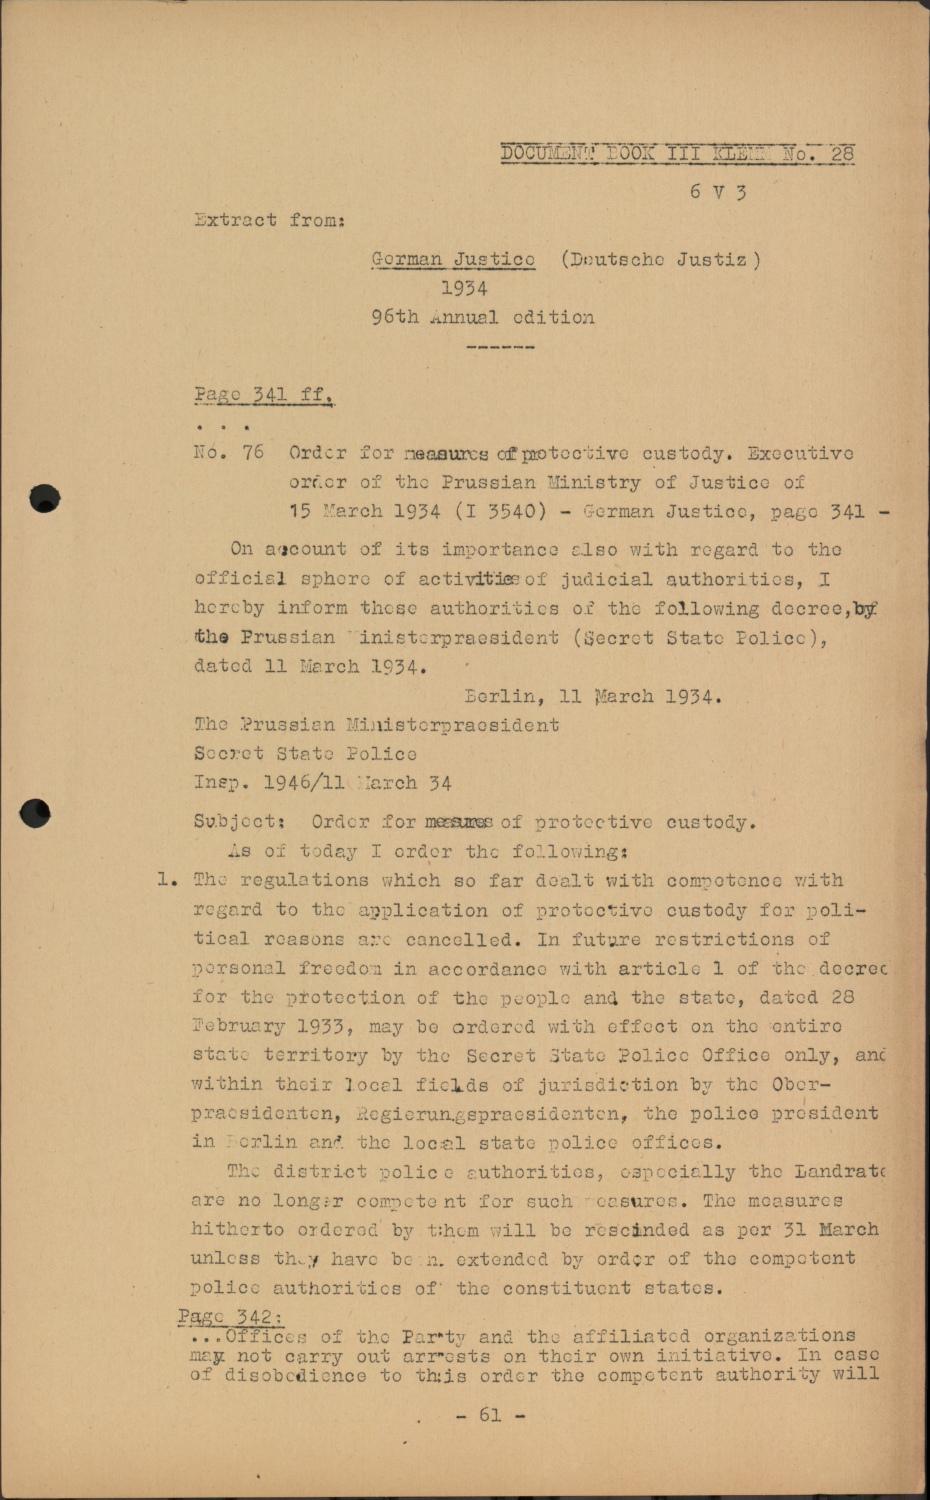 DOCUMENT BOOK III KLEMM No. 28
6 V 3
Extract from:
German Justice (Deutsche Justiz)
1934
96th Annual edition
------
Page 341 ff.
. . .
No. 76 Order for measures of protective custody. Executive
order of the Prussian Ministry of Justice of
15 March 1934 (I 3540) - German Justice, page 341 -
On account of its importance also with regard to the
official sphere of activities of judicial authorities, I
hereby inform these authorities of the following decree, by
the Prussian Ministerpraesident (Secret State Police),
dated 11 March 1934.
Berlin, 11 March 1934.
The Prussian Ministerpraesident
Secret State Police
Insp. 1946/11 March 34
Subject: Order for measures of protective custody.
As of today I order the following:
1. The regulations which so far dealt with competence with
regard to the application of protective custody for poli-
tical reasons are cancelled. In future restrictions of
personal freedom in accordance with article 1 of the decree
for the protection of the people and the state, dated 28
February 1933, may be ordered with effect on the entire
state territory by the Secret State Police Office only, and
within their local fields of jurisdiction by the Ober-
praesidenten, Regierungspraesidenten, the police president
in Berlin and the local state police offices.
The district police authorities, especially the Landrate
are no longer competent for such measures. The measures
hitherto ordered by them will be rescinded as per 31 March
unless they have been extended by order of the competent
police authorities of the constituent states.
Page 342:
...Offices of the Party and the affiliated organizations
may not carry out arrests on their own initiative. In case
of disobedience to this order the competent authority will
- 61 -